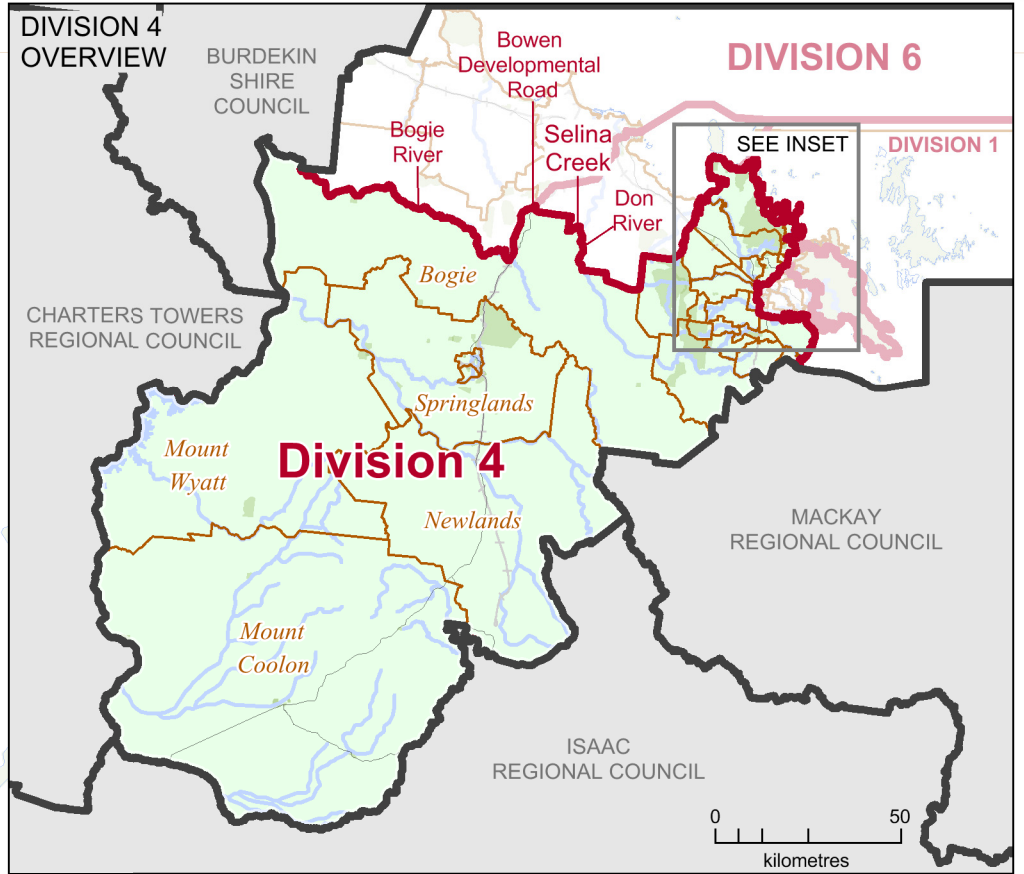 DIVISION 4
OVERVIEW
BURDEKIN
SHIRE
COUNCIL
Bowen
Developmental
Road
DIVISION 6
Bogie
River
Selina
Creek
SEE INSET
DIVISION 1
Don
River
Bogie
CHARTERS TOWERS
REGIONAL COUNCIL
Springlands
Mount
Wyatt
Division 4
Newlands
MACKAY
REGIONAL COUNCIL
Mount
Coolon
ISAAC
REGIONAL COUNCIL
0 50
kilometres